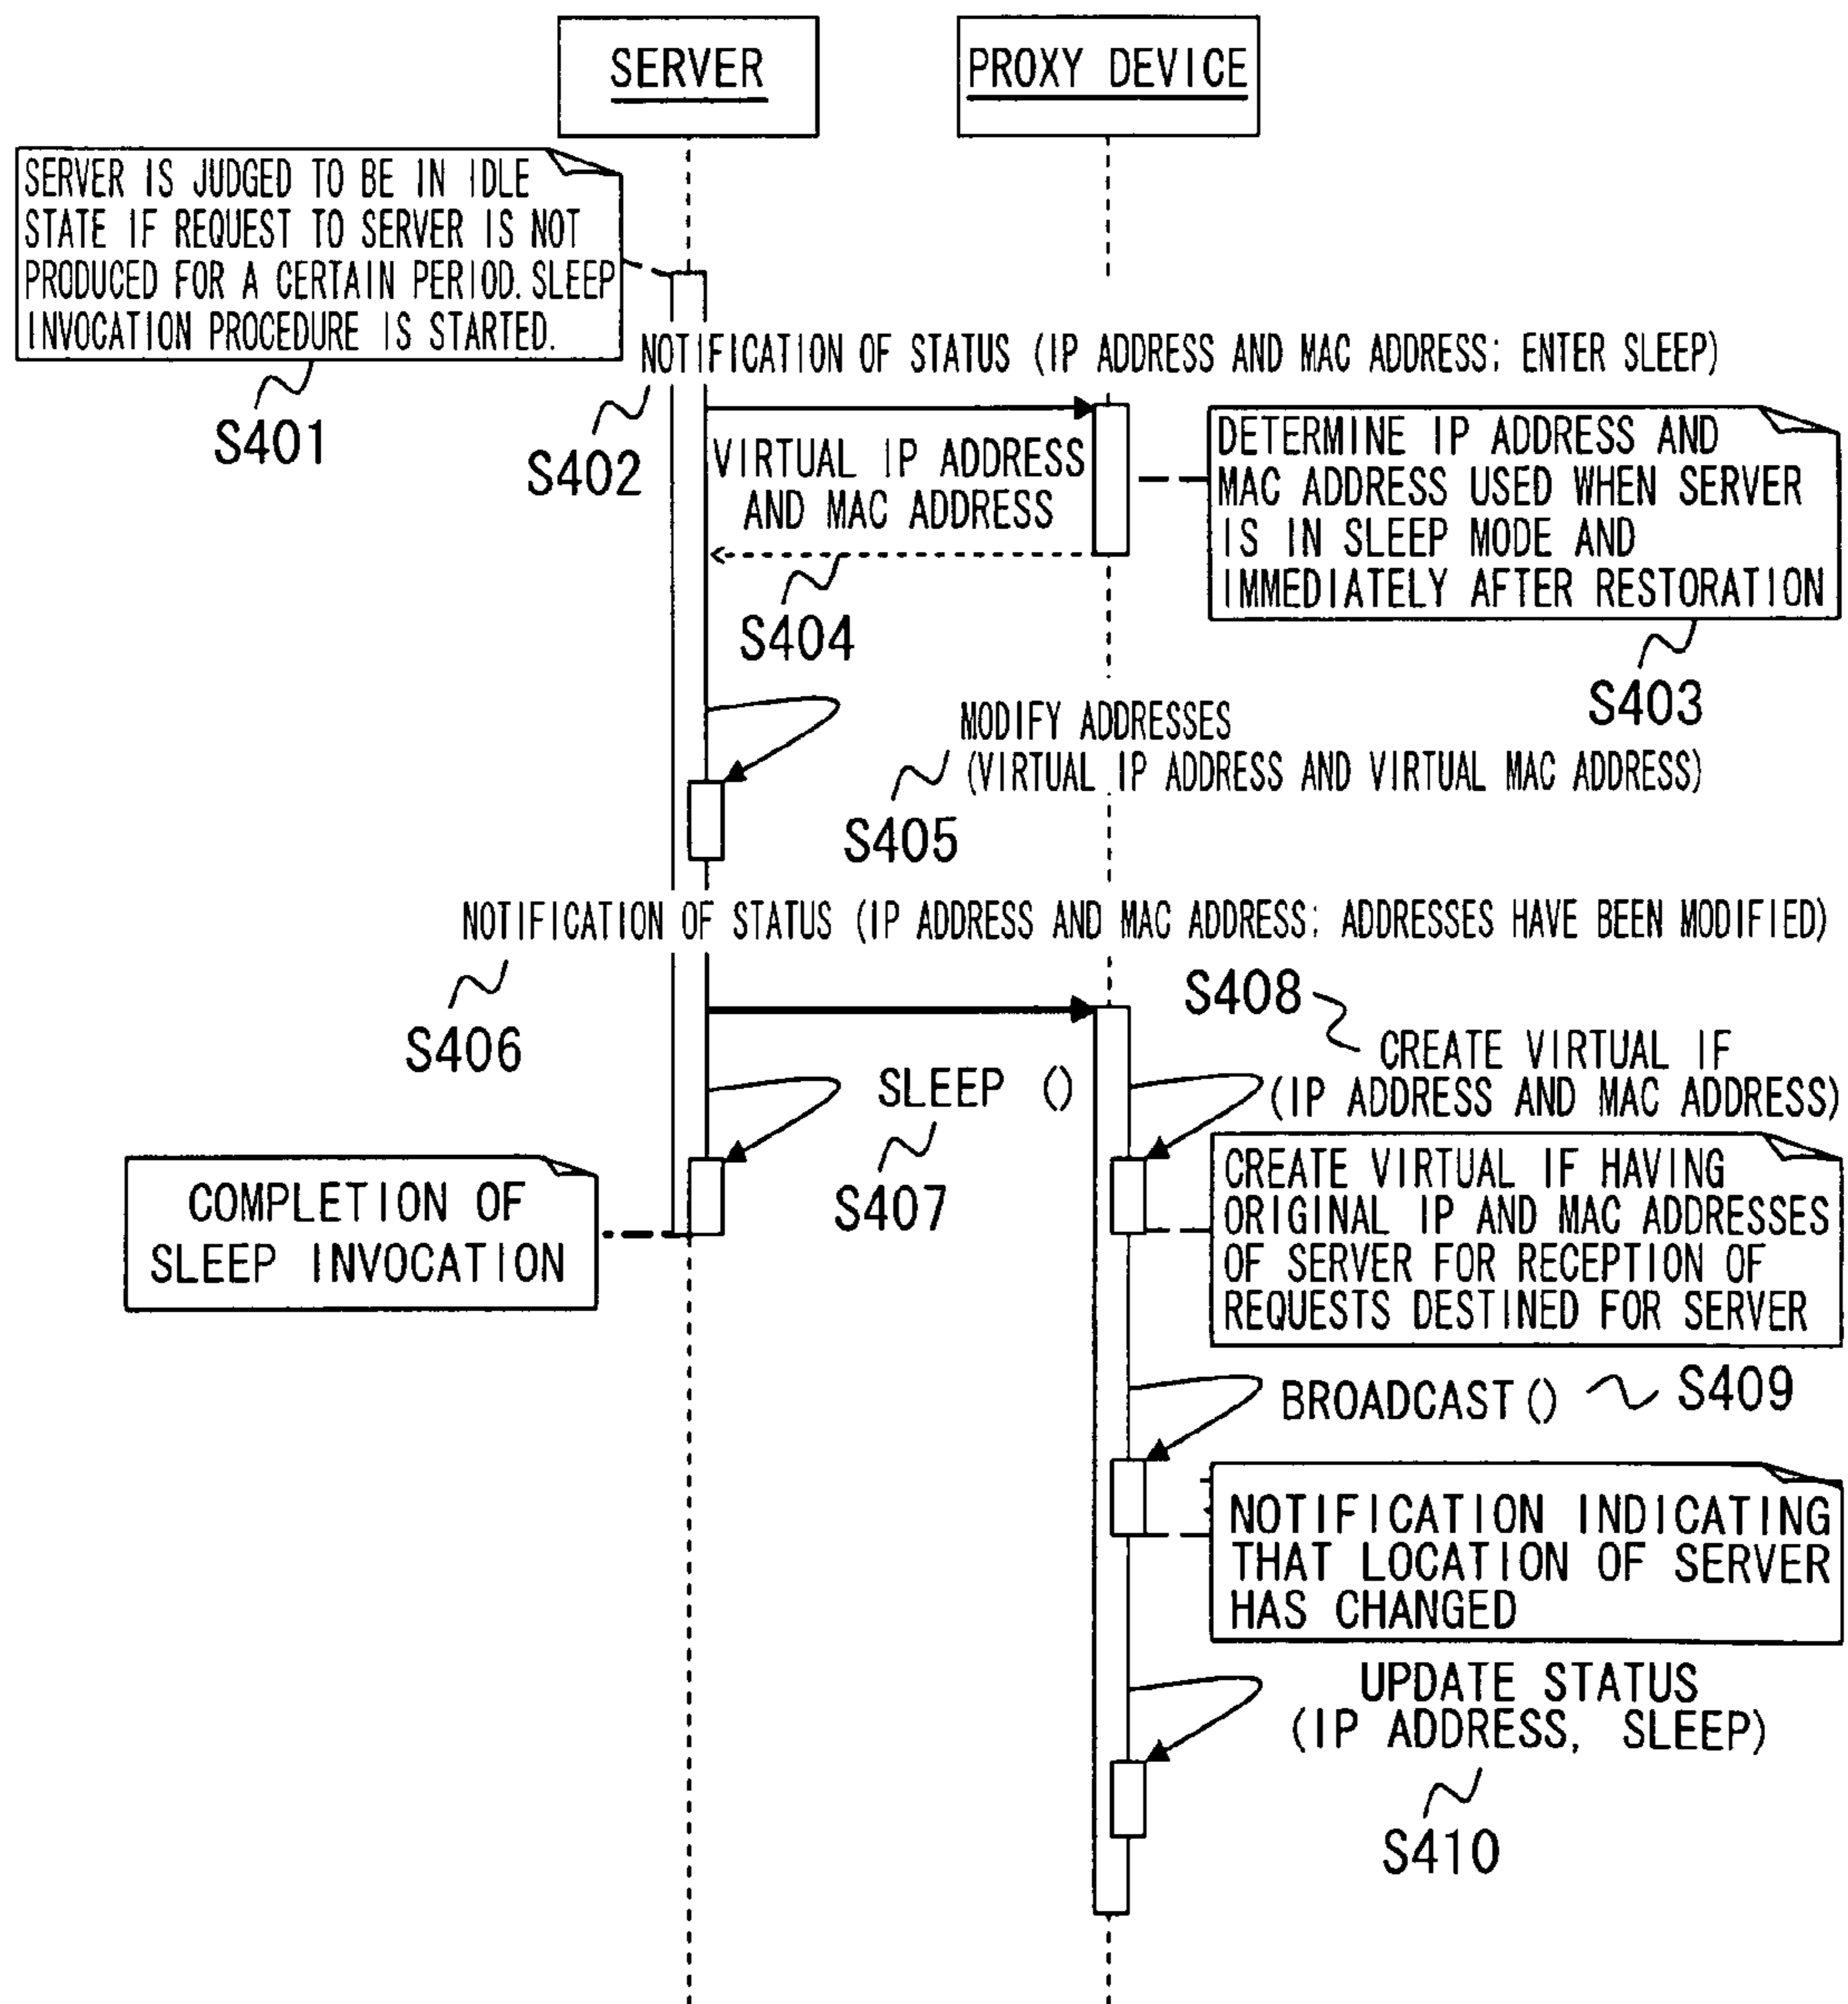 SERVER
PROXY DEVICE
SERVER IS JUDGED TO BE IN IDLE
STATE IF REQUEST TO SERVER IS NOT
PRODUCED FOR A CERTAIN PERIOD. SLEEP
INVOCATION PROCEDURE IS STARTED.
S401
NOTIFICATION OF STATUS (IP ADDRESS AND MAC ADDRESS: ENTER SLEEP)
S402
VIRTUAL IP ADDRESS
AND MAC ADDRESS
DETERMINE IP ADDRESS AND
MAC ADDRESS USED WHEN SERVER
IS IN SLEEP MODE AND
IMMEDIATELY AFTER RESTORATION
S404
S403
MODIFY ADDRESSES
(VIRTUAL IP ADDRESS AND VIRTUAL MAC ADDRESS)
S405
NOTIFICATION OF STATUS (IP ADDRESS AND MAC ADDRESS: ADDRESSES HAVE BEEN MODIFIED)
S406
S408
CREATE VIRTUAL IF
(IP ADDRESS AND MAC ADDRESS)
SLEEP ()
S407
COMPLETION OF
SLEEP INVOCATION
CREATE VIRTUAL IF HAVING
ORIGINAL IP AND MAC ADDRESSES
OF SERVER FOR RECEPTION OF
REQUESTS DESTINED FOR SERVER
BROADCAST ()
S409
NOTIFICATION INDICATING
THAT LOCATION OF SERVER
HAS CHANGED
UPDATE STATUS
(IP ADDRESS, SLEEP)
S410